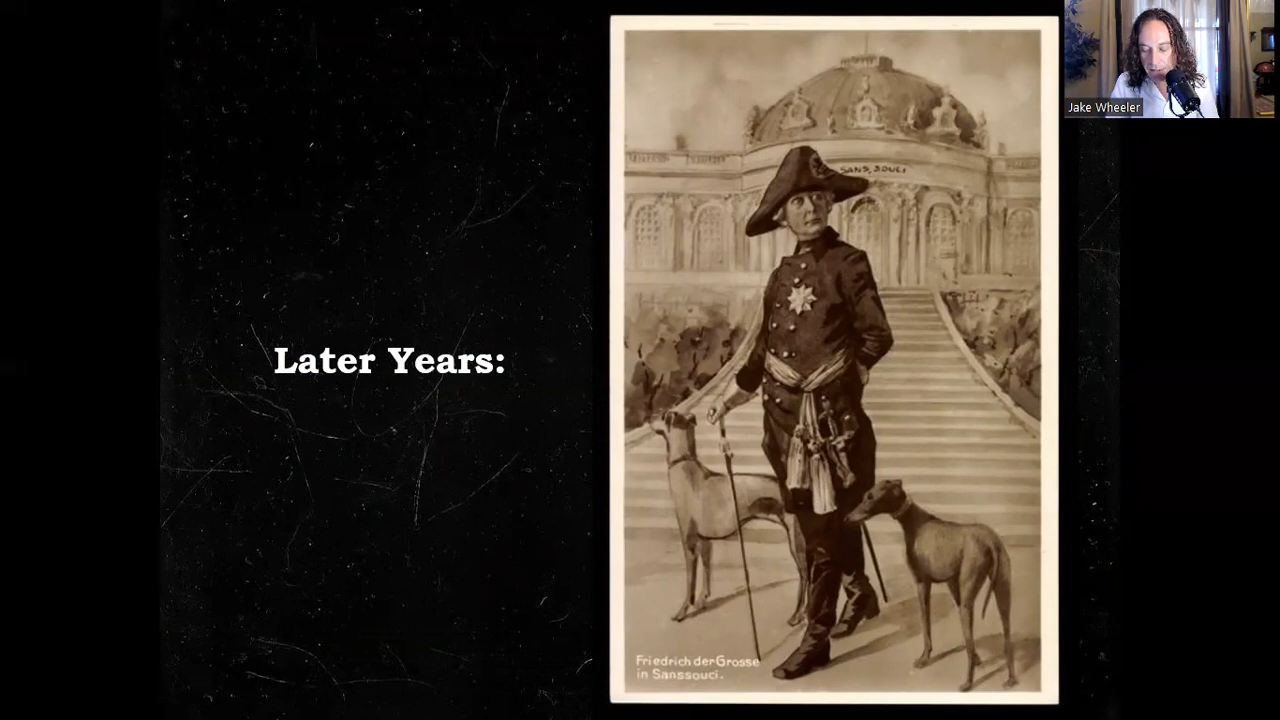 Jake Wheeler
SANS, SOUCI
Later Years:
Friedrich der Grosse
in Sanssouci.